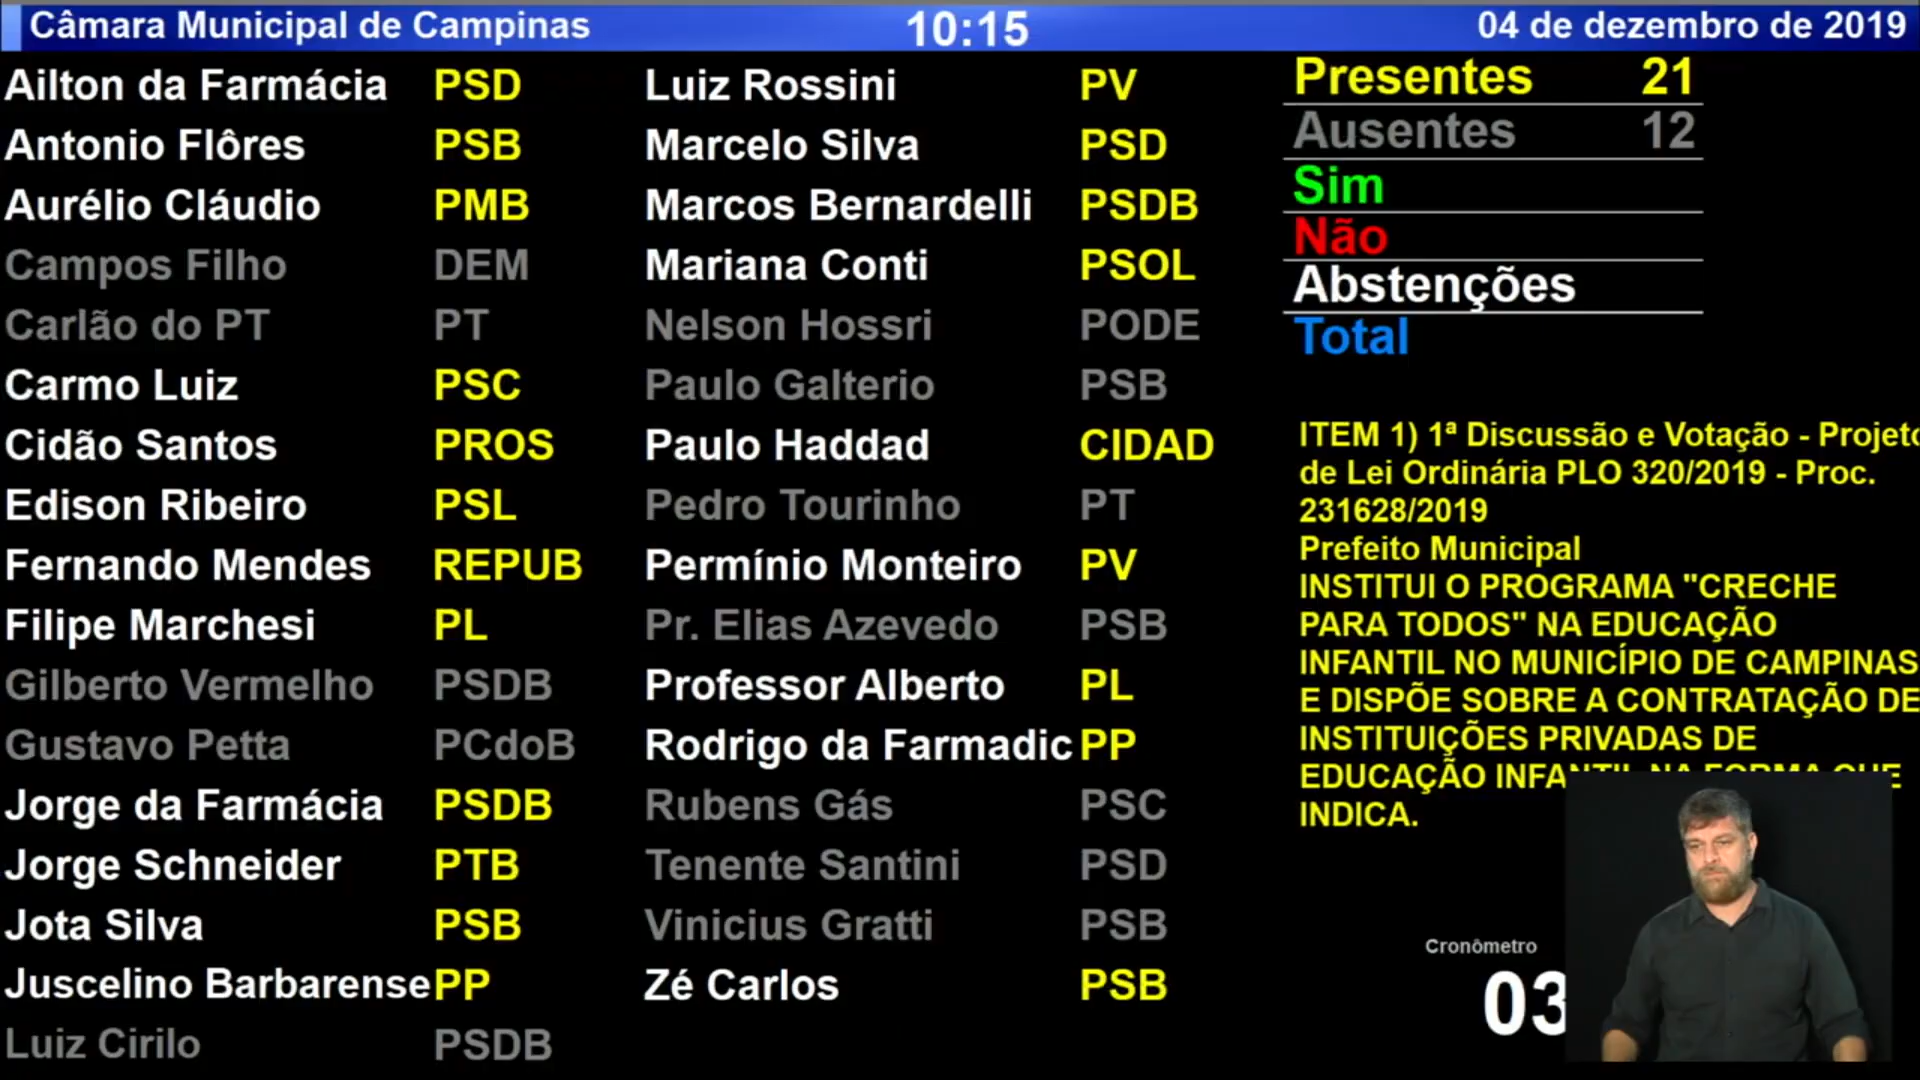 Câmara Municipal de Campinas 10:15 04 de dezembro de 2019
Ailton da Farmácia PSD
Antonio Flôres PSB
Aurélio Cláudio PMB
Campos Filho DEM
Carlão do PT PT
Carmo Luiz PSC
Cidão Santos PROS
Edison Ribeiro PSL
Fernando Mendes REPUB
Filipe Marchesi PL
Gilberto Vermelho PSDB
Gustavo Petta PCdoB
Jorge da Farmácia PSDB
Jorge Schneider PTB
Jota Silva PSB
Juscelino Barbarense PP
Luiz Cirilo PSDB
Luiz Rossini PV
Marcelo Silva PSD
Marcos Bernardelli PSDB
Mariana Conti PSOL
Nelson Hossri PODE
Paulo Galterio PSB
Paulo Haddad CIDAD
Pedro Tourinho PT
Permínio Monteiro PV
Pr. Elias Azevedo PSB
Professor Alberto PL
Rodrigo da Farmadic PP
Rubens Gás PSC
Tenente Santini PSD
Vinicius Gratti PSB
Zé Carlos PSB
Presentes 21
Ausentes 12
Sim
Não
Abstenções
Total
ITEM 1) 1ª Discussão e Votação - Projeto
de Lei Ordinária PLO 320/2019 - Proc.
231628/2019
Prefeito Municipal
INSTITUI O PROGRAMA "CRECHE
PARA TODOS" NA EDUCAÇÃO
INFANTIL NO MUNICÍPIO DE CAMPINAS
E DISPÕE SOBRE A CONTRATAÇÃO DE
INSTITUIÇÕES PRIVADAS DE
EDUCAÇÃO INFANTIL NA FORMA QUE
INDICA.
Cronômetro
03